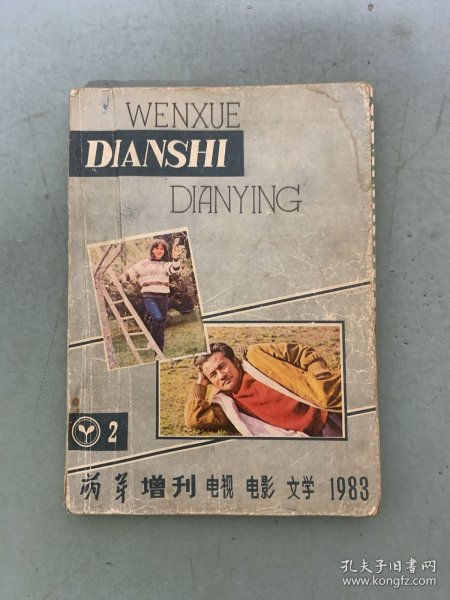 WENXUE
DIANSHI
DIANYING
2
萌芽 增刊 电视 电影 文学 1983
孔夫子旧书网
www.kongfz.com